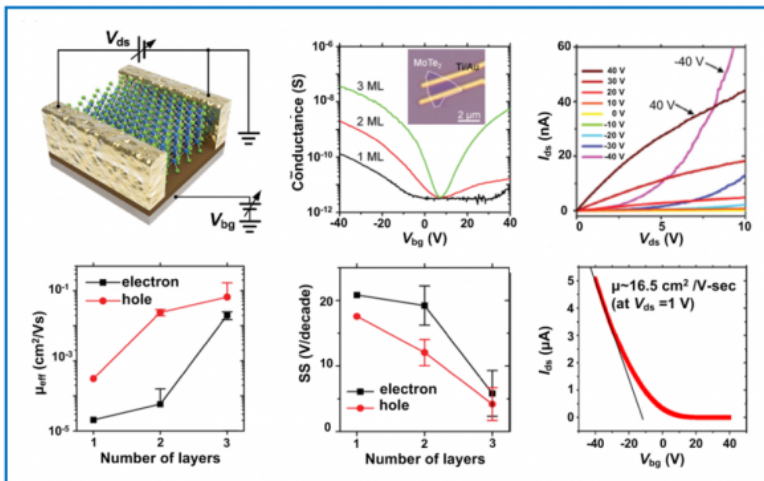 V_ds
V_bg
10^-6
10^-8
10^-10
10^-12
Conductance (S)
3 ML
2 ML
1 ML
MoTe₂
Ti/Au
2 μm
-40 0 40
V_bg (V)
60
40
20
0
I_ds (nA)
40 V
30 V
20 V
10 V
0 V
-10 V
-20 V
-30 V
-40 V
-40 V
40 V
0 5 10
V_ds (V)
10^-1
10^-3
10^-5
μ_eff (cm²/Vs)
electron
hole
1 2 3
Number of layers
20
10
0
SS (V/decade)
electron
hole
1 2 3
Number of layers
5
4
3
2
1
0
I_ds (μA)
μ~16.5 cm² /V-sec
(at V_ds =1 V)
-40 -20 0 20 40
V_bg (V)